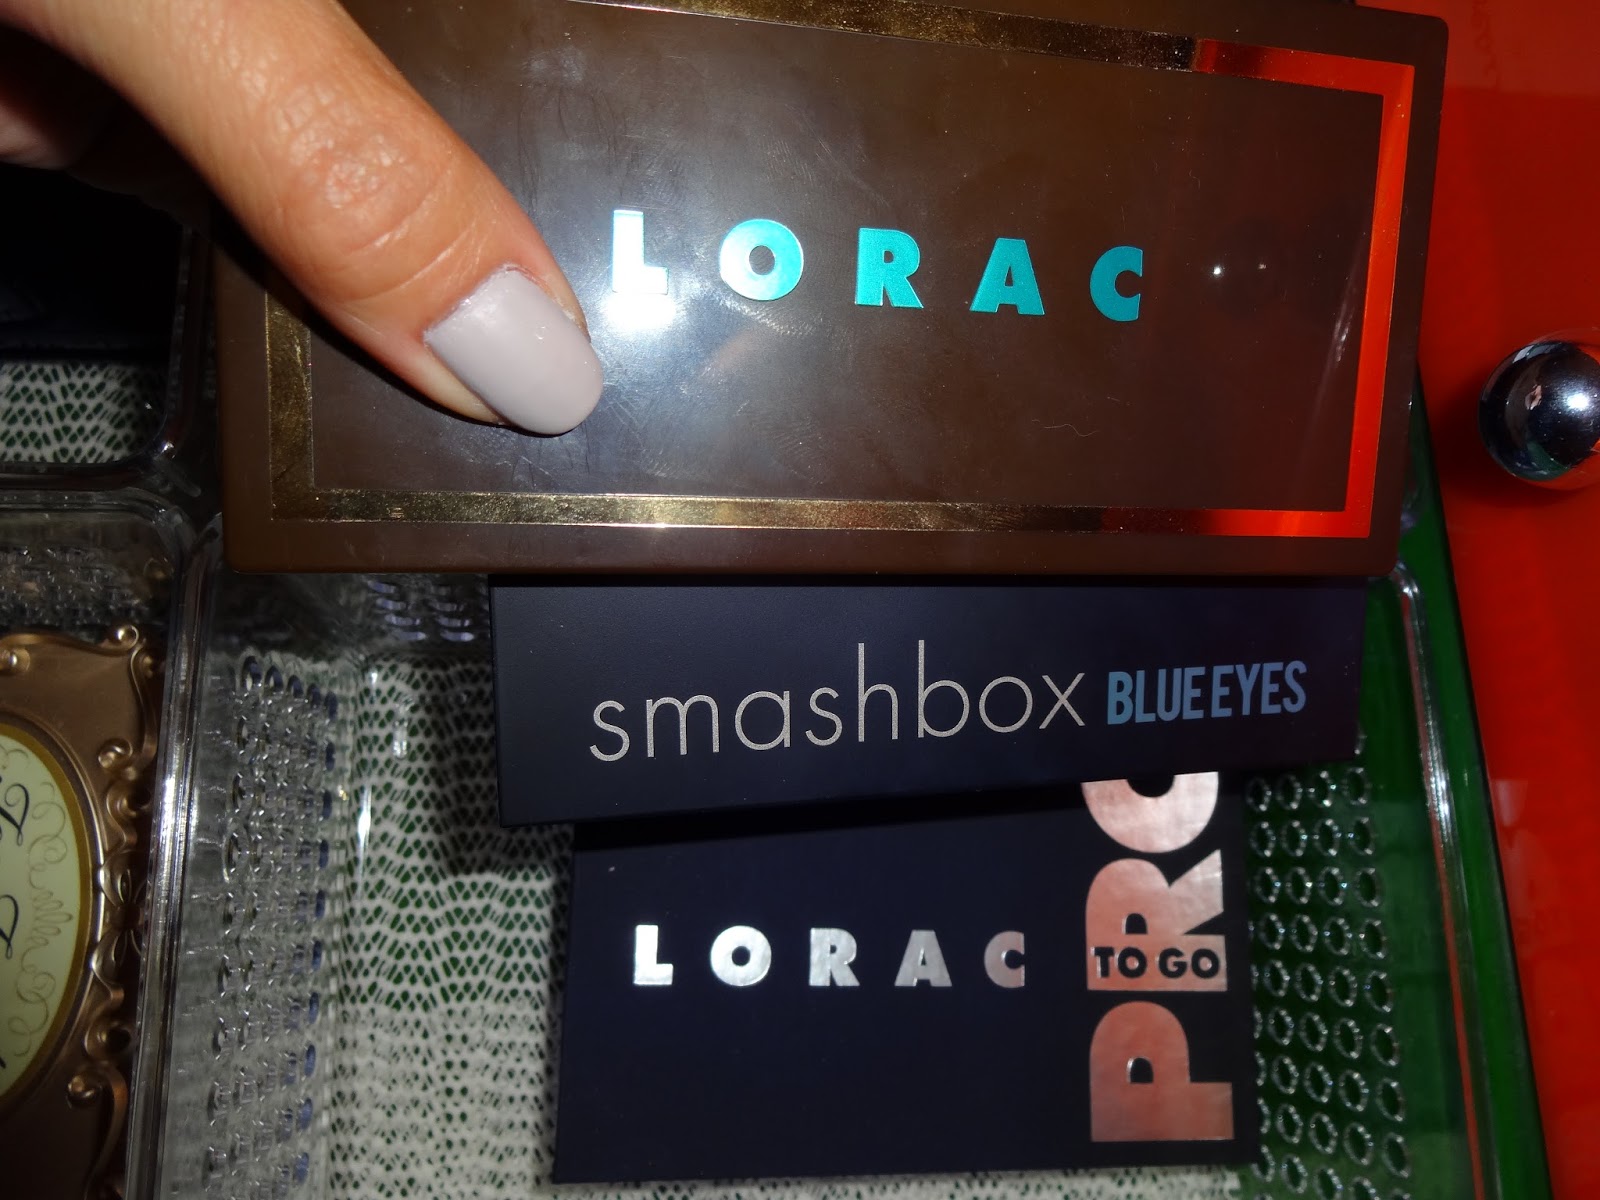 LORAC
smashbox BLUE EYES
LORAC
PRO
TO GO